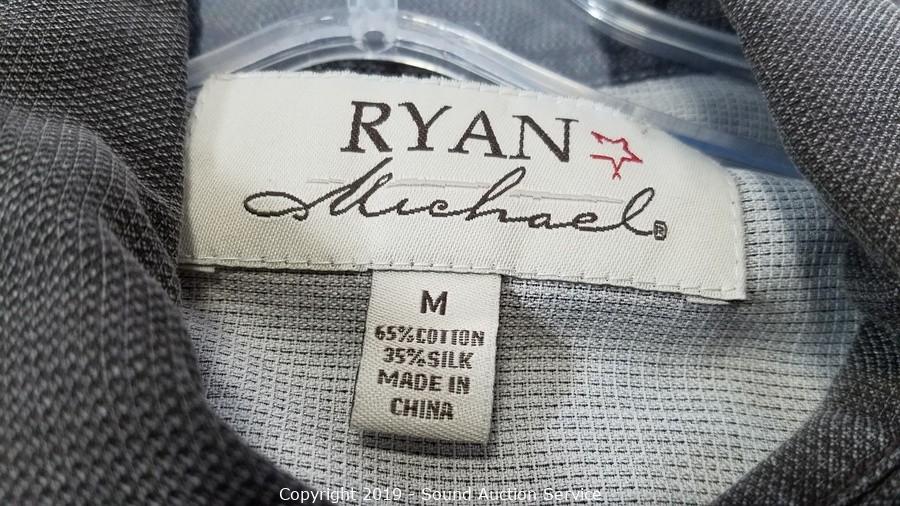 RYAN
Michael®
M
65% COTTON
35% SILK
MADE IN
CHINA
Copyright 2019 - Sound Auction Service